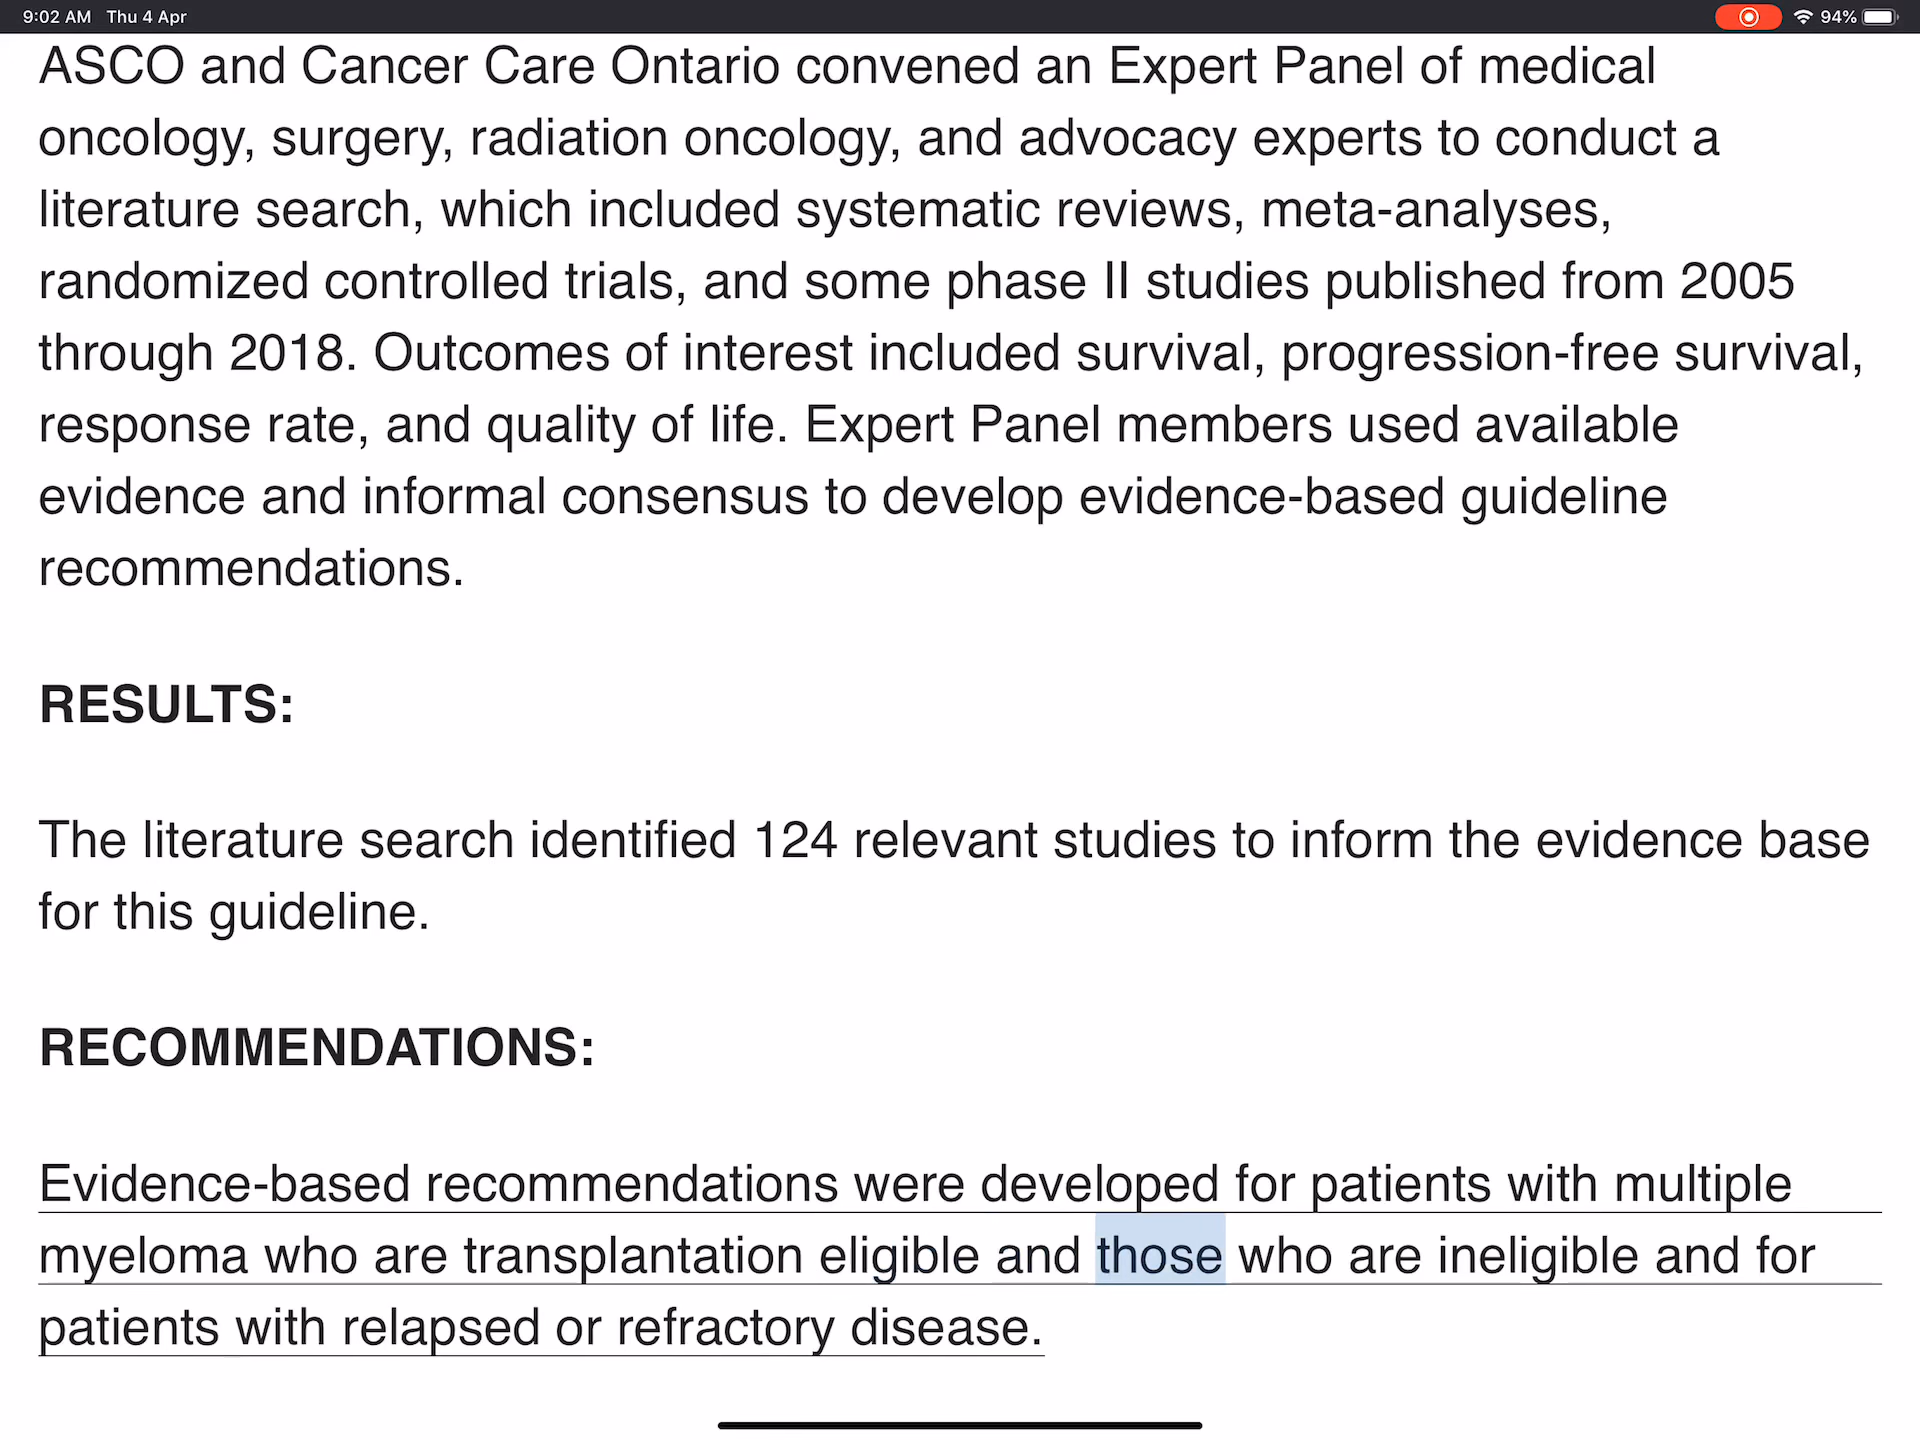 9:02 AM Thu 4 Apr 94%
ASCO and Cancer Care Ontario convened an Expert Panel of medical
oncology, surgery, radiation oncology, and advocacy experts to conduct a
literature search, which included systematic reviews, meta-analyses,
randomized controlled trials, and some phase II studies published from 2005
through 2018. Outcomes of interest included survival, progression-free survival,
response rate, and quality of life. Expert Panel members used available
evidence and informal consensus to develop evidence-based guideline
recommendations.
RESULTS:
The literature search identified 124 relevant studies to inform the evidence base
for this guideline.
RECOMMENDATIONS:
Evidence-based recommendations were developed for patients with multiple
myeloma who are transplantation eligible and those who are ineligible and for
patients with relapsed or refractory disease.